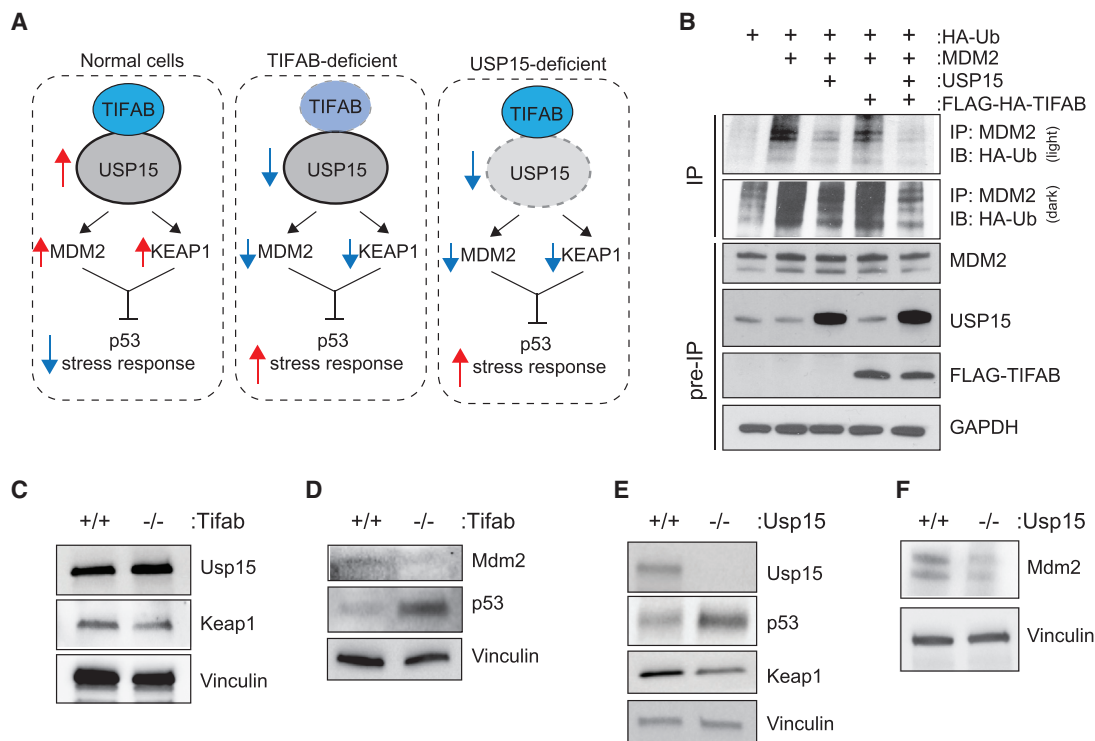 A
Normal cells
TIFAB
USP15
MDM2 KEAP1
p53
stress response
TIFAB-deficient
TIFAB
USP15
MDM2 KEAP1
p53
stress response
USP15-deficient
TIFAB
USP15
MDM2 KEAP1
p53
stress response
B
+ + + + + :HA-Ub
+ + + + :MDM2
+ + :USP15
+ + :FLAG-HA-TIFAB
IP
IP: MDM2
IB: HA-Ub
(light)
IP: MDM2
IB: HA-Ub
(dark)
pre-IP
MDM2
USP15
FLAG-TIFAB
GAPDH
C
+/+ -/- :Tifab
Usp15
Keap1
Vinculin
D
+/+ -/- :Tifab
Mdm2
p53
Vinculin
E
+/+ -/- :Usp15
Usp15
p53
Keap1
Vinculin
F
+/+ -/- :Usp15
Mdm2
Vinculin